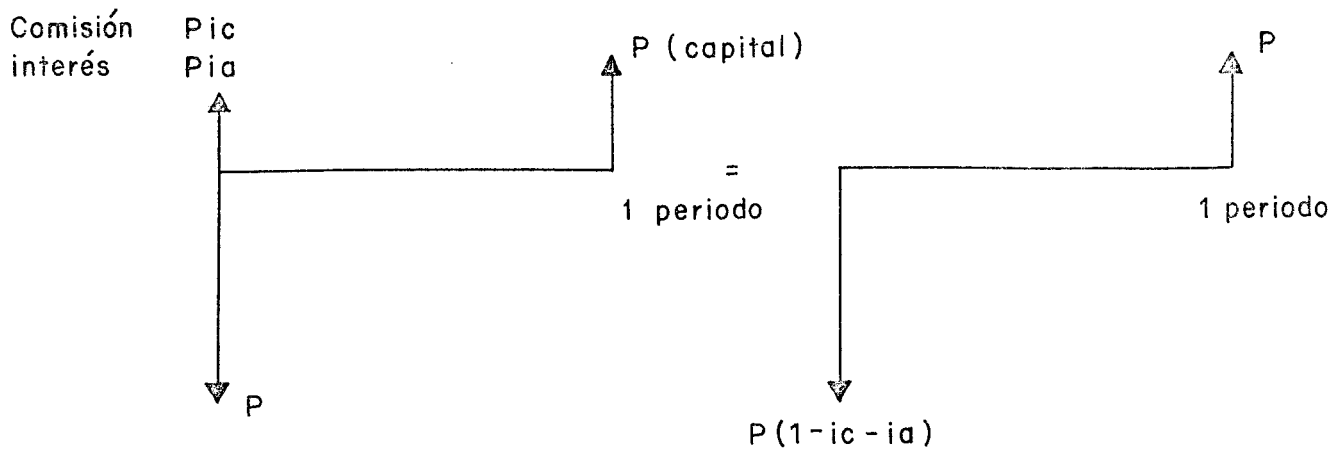 Comisión Pic
interés Pia
P (capital)
P
=
1 periodo
1 periodo
P
P(1-ic-ia)